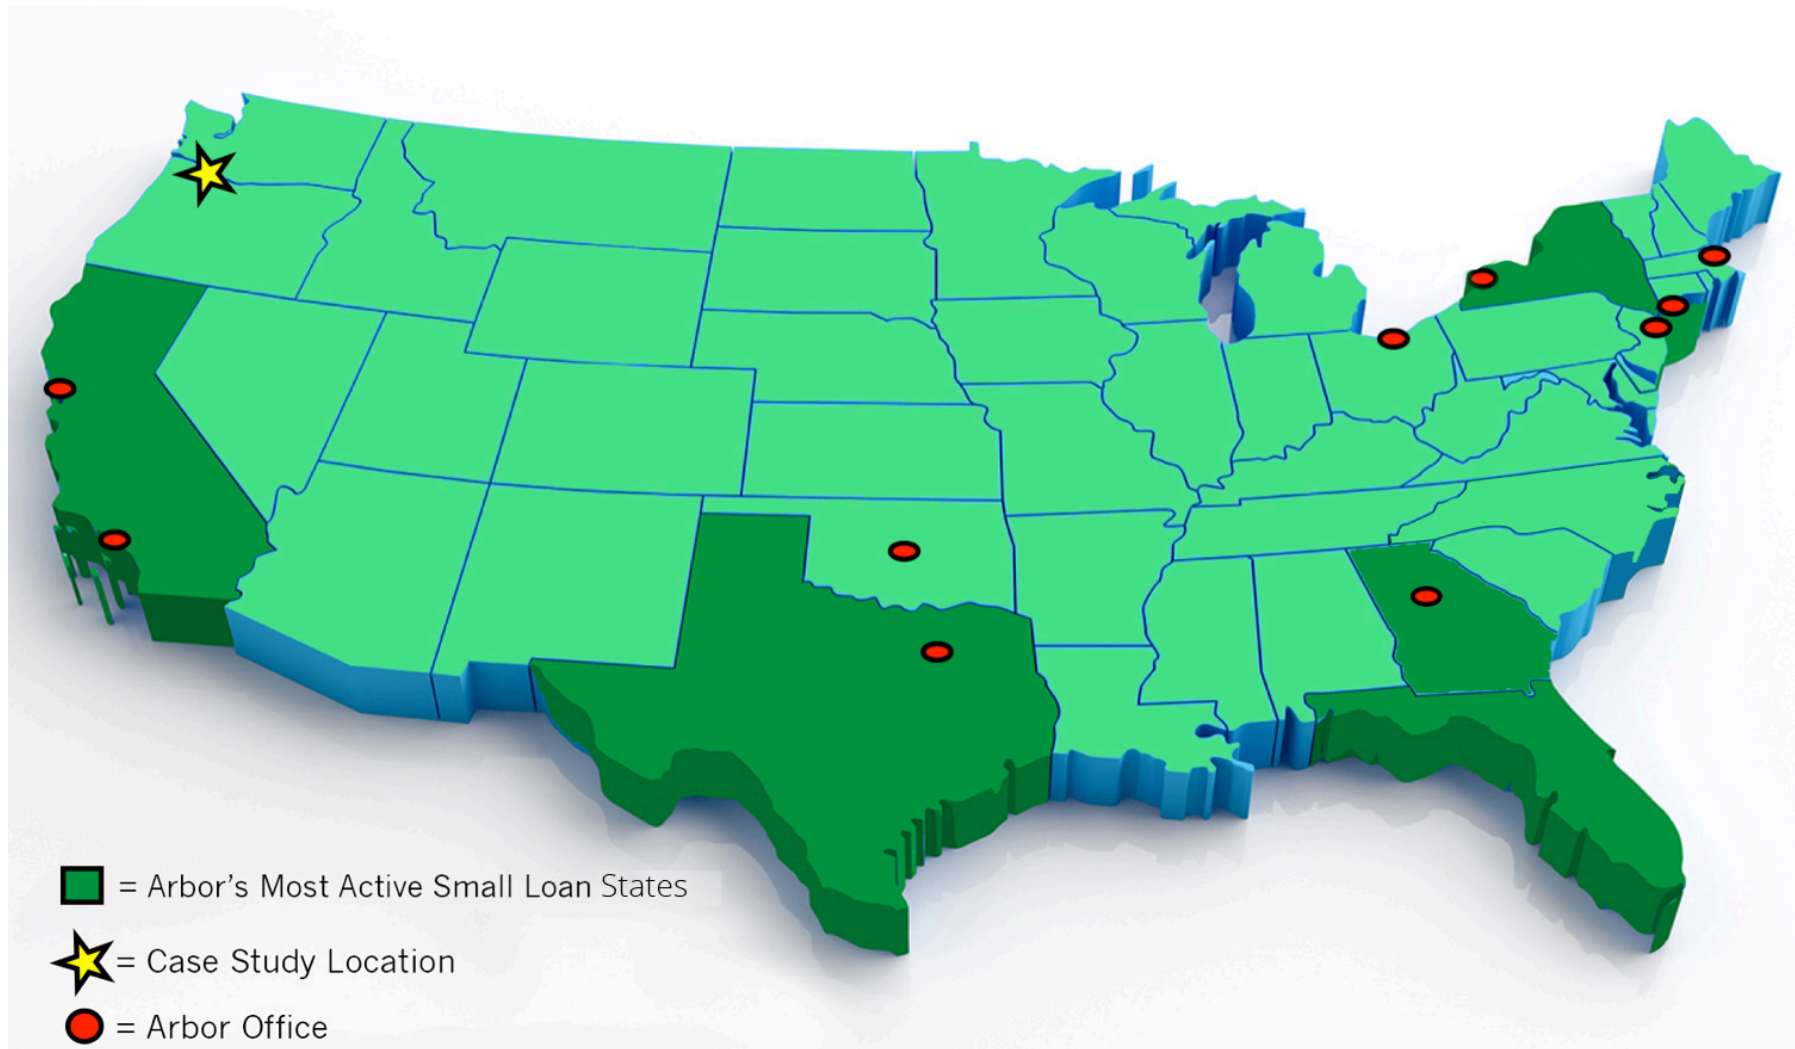 = Arbor's Most Active Small Loan States
= Case Study Location
= Arbor Office